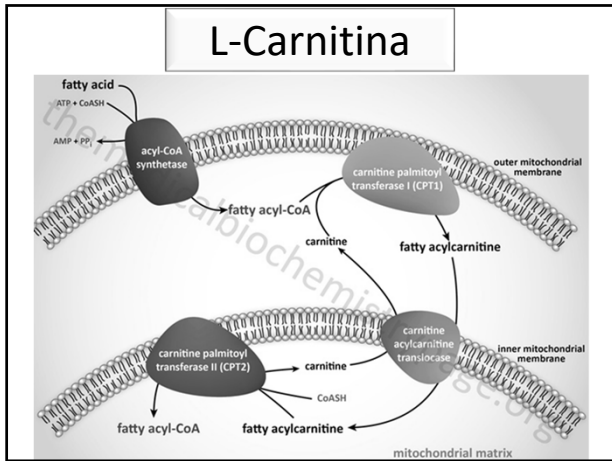 L-Carnitina
fatty acid
ATP + CoASH
AMP + PPi
acyl-CoA
synthetase
carnitine palmitoyl
transferase I (CPT1)
outer mitochondrial
membrane
fatty acyl-CoA
carnitine
fatty acylcarnitine
carnitine
acylcarnitine
translocase
inner mitochondrial
membrane
carnitine palmitoyl
transferase II (CPT2)
carnitine
CoASH
fatty acyl-CoA
fatty acylcarnitine
mitochondrial matrix